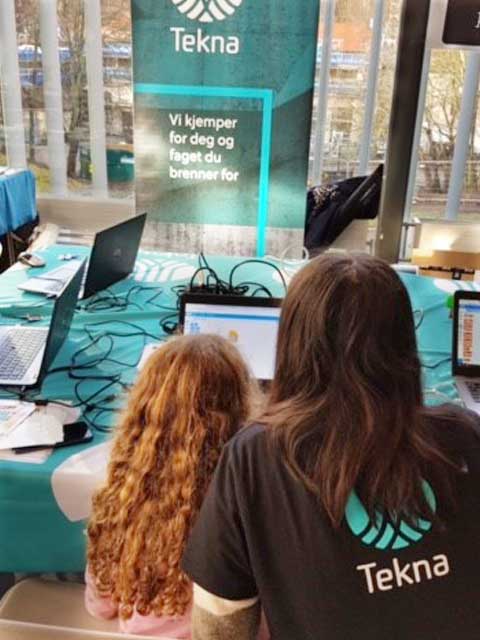 Tekna
Vi kjemper
for deg og
faget du
brenner for
Tekna